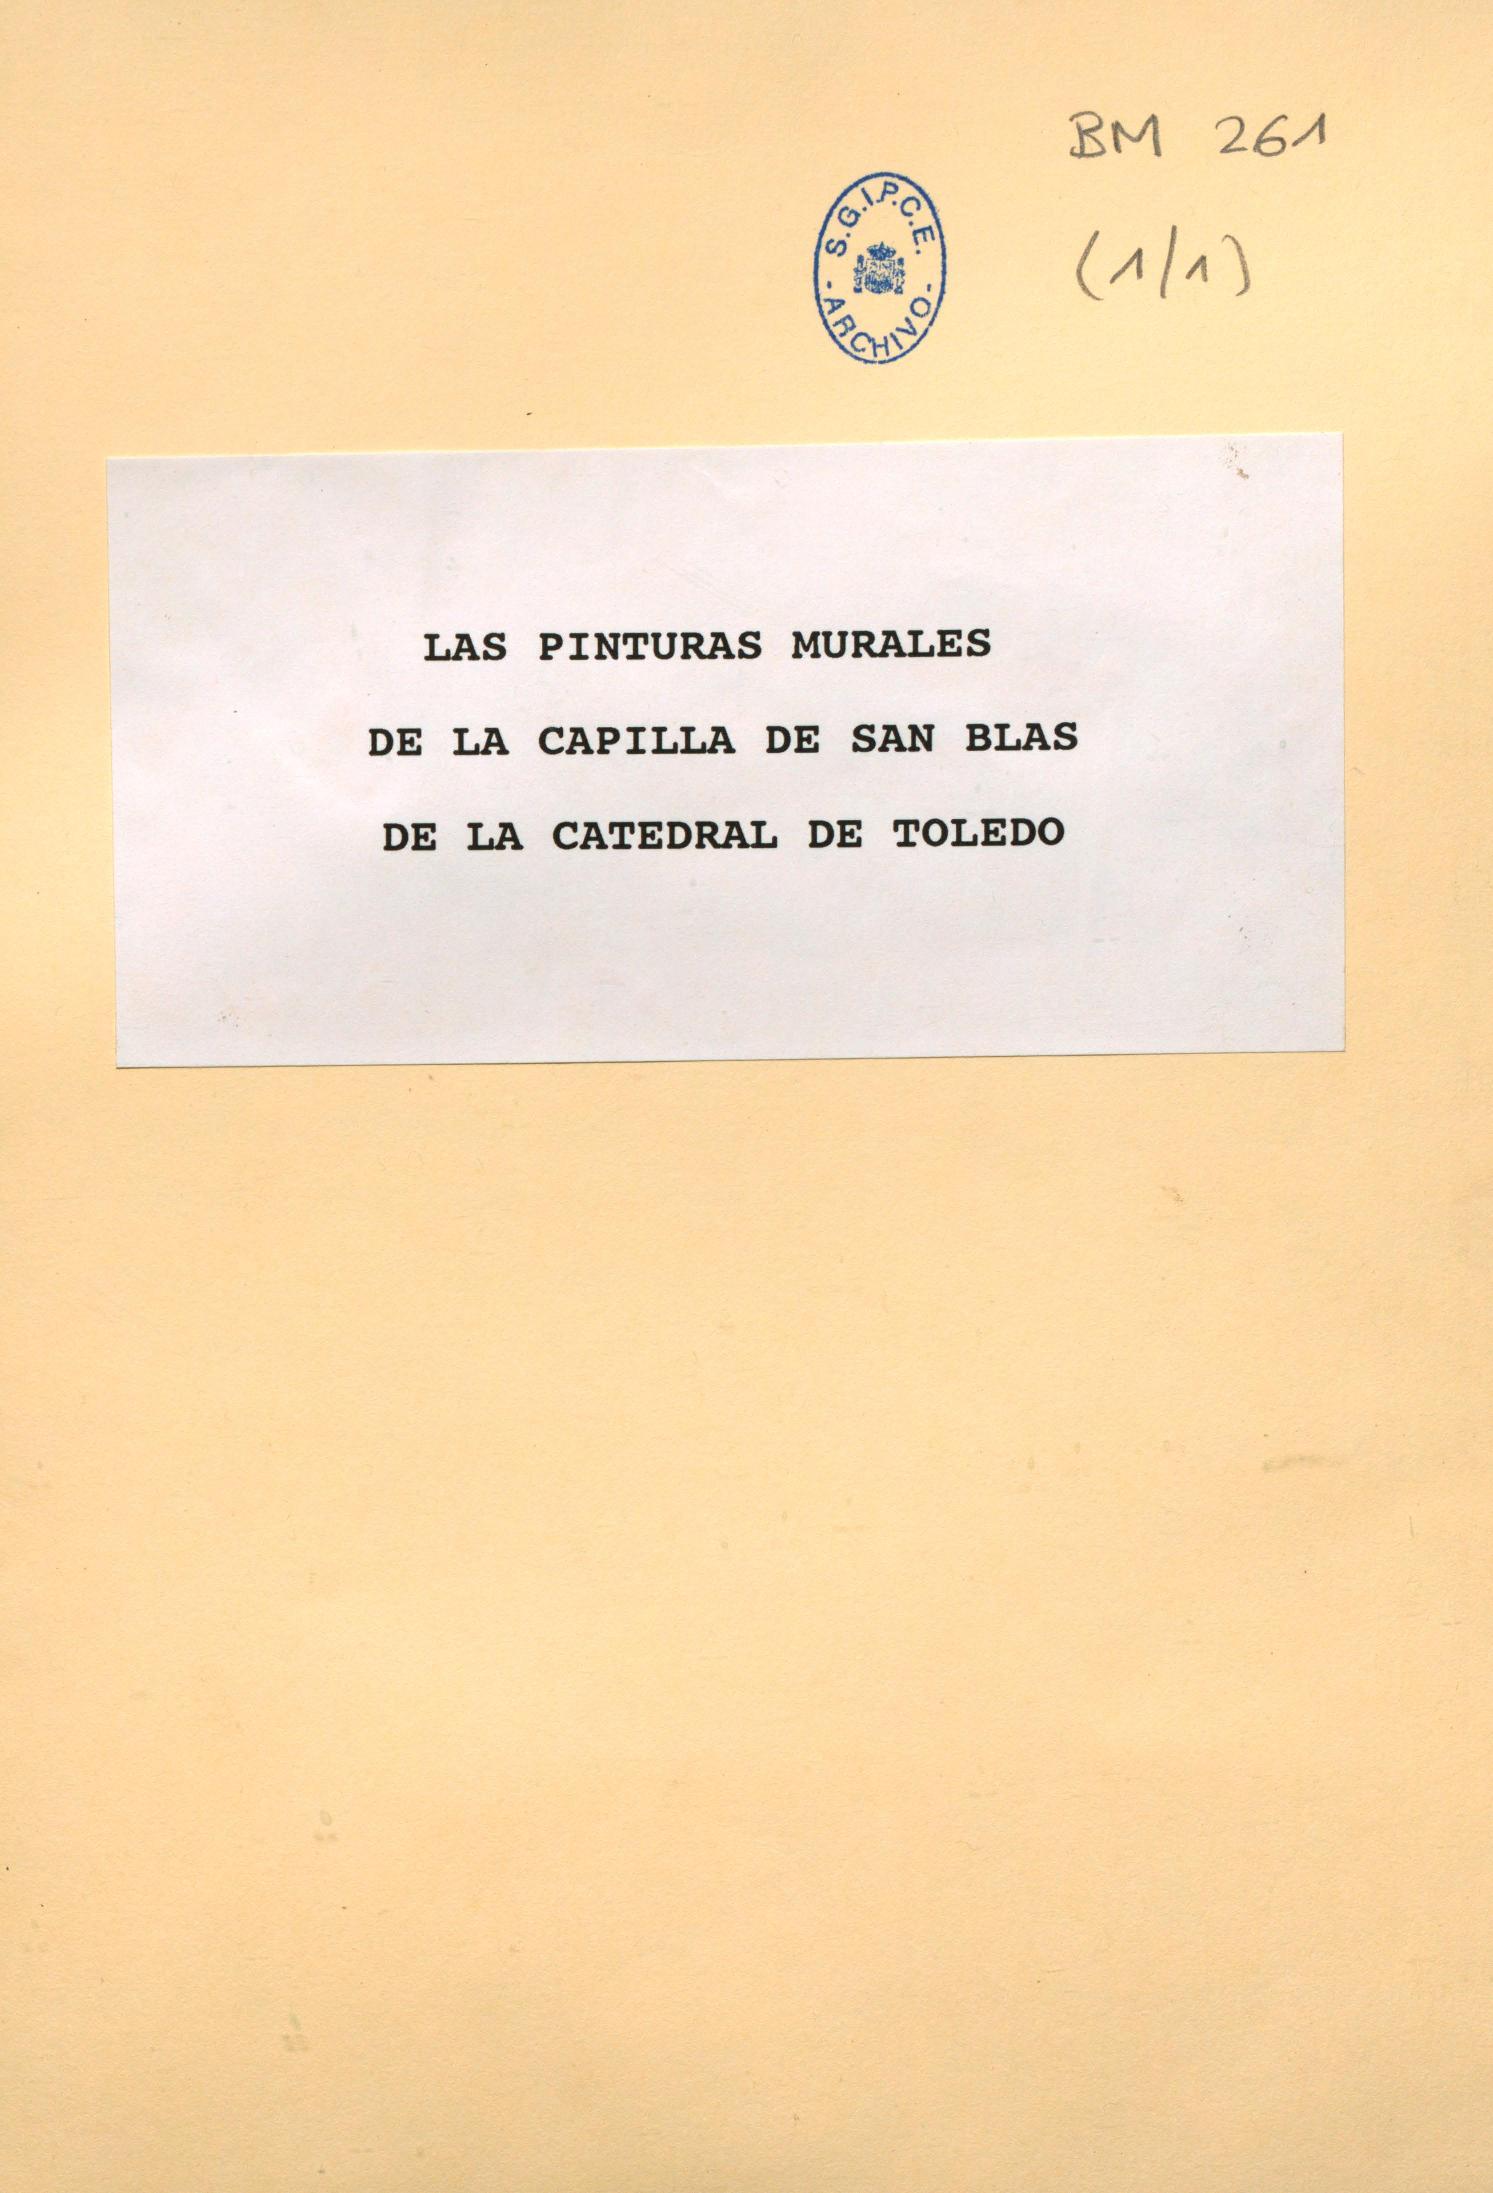 BM 261
S.G.I.P.C.E.
- ARCHIVO -
(1/1)
LAS PINTURAS MURALES
DE LA CAPILLA DE SAN BLAS
DE LA CATEDRAL DE TOLEDO